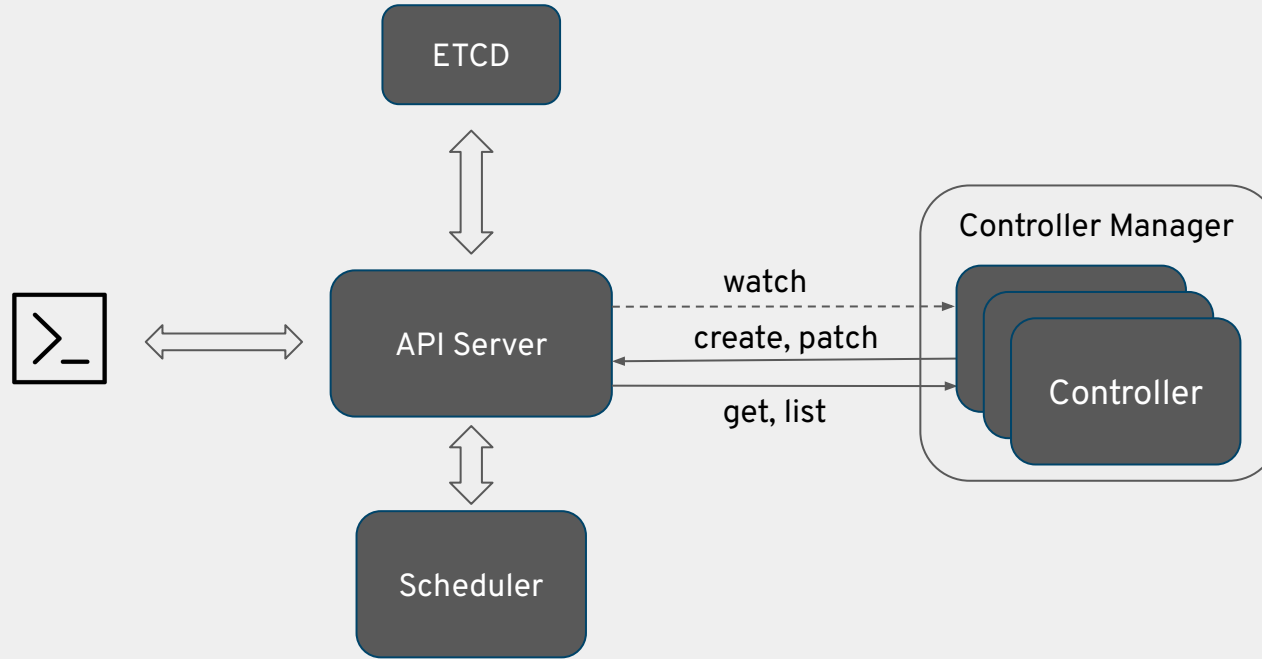 ETCD
Controller Manager
watch
create, patch
API Server
get, list
Controller
Scheduler